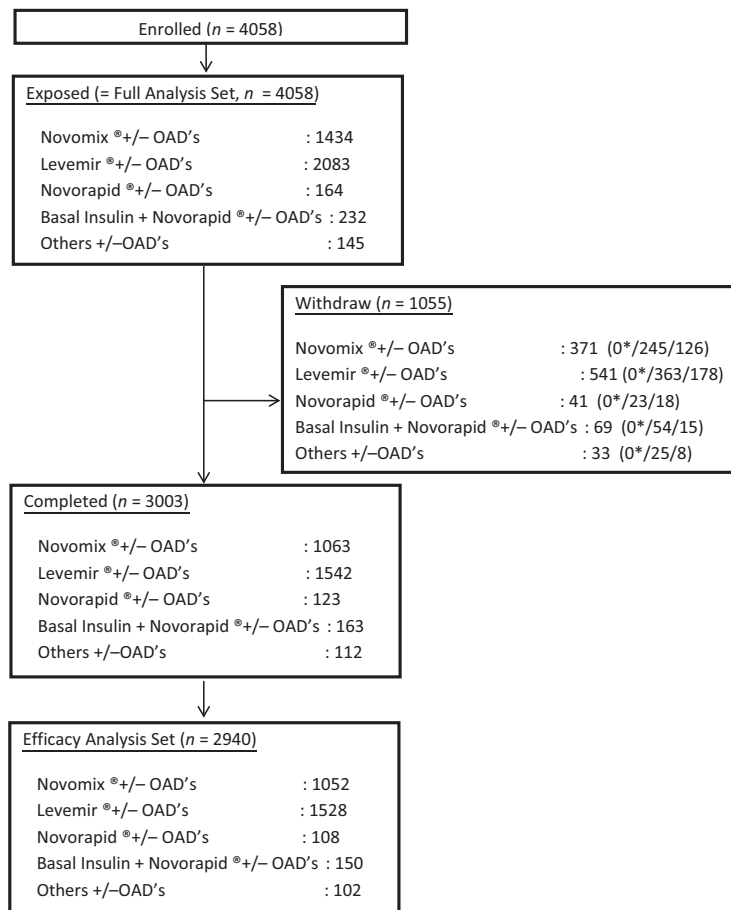 Enrolled (n = 4058)
Exposed (= Full Analysis Set, n = 4058)
Novomix ®+/– OAD's : 1434
Levemir ®+/– OAD's : 2083
Novorapid ®+/– OAD's : 164
Basal Insulin + Novorapid ®+/– OAD's : 232
Others +/–OAD's : 145
Withdraw (n = 1055)
Novomix ®+/– OAD's : 371 (0*/245/126)
Levemir ®+/– OAD's : 541 (0*/363/178)
Novorapid ®+/– OAD's : 41 (0*/23/18)
Basal Insulin + Novorapid ®+/– OAD's : 69 (0*/54/15)
Others +/–OAD's : 33 (0*/25/8)
Completed (n = 3003)
Novomix ®+/– OAD's : 1063
Levemir ®+/– OAD's : 1542
Novorapid ®+/– OAD's : 123
Basal Insulin + Novorapid ®+/– OAD's : 163
Others +/–OAD's : 112
Efficacy Analysis Set (n = 2940)
Novomix ®+/– OAD's : 1052
Levemir ®+/– OAD's : 1528
Novorapid ®+/– OAD's : 108
Basal Insulin + Novorapid ®+/– OAD's : 150
Others +/–OAD's : 102